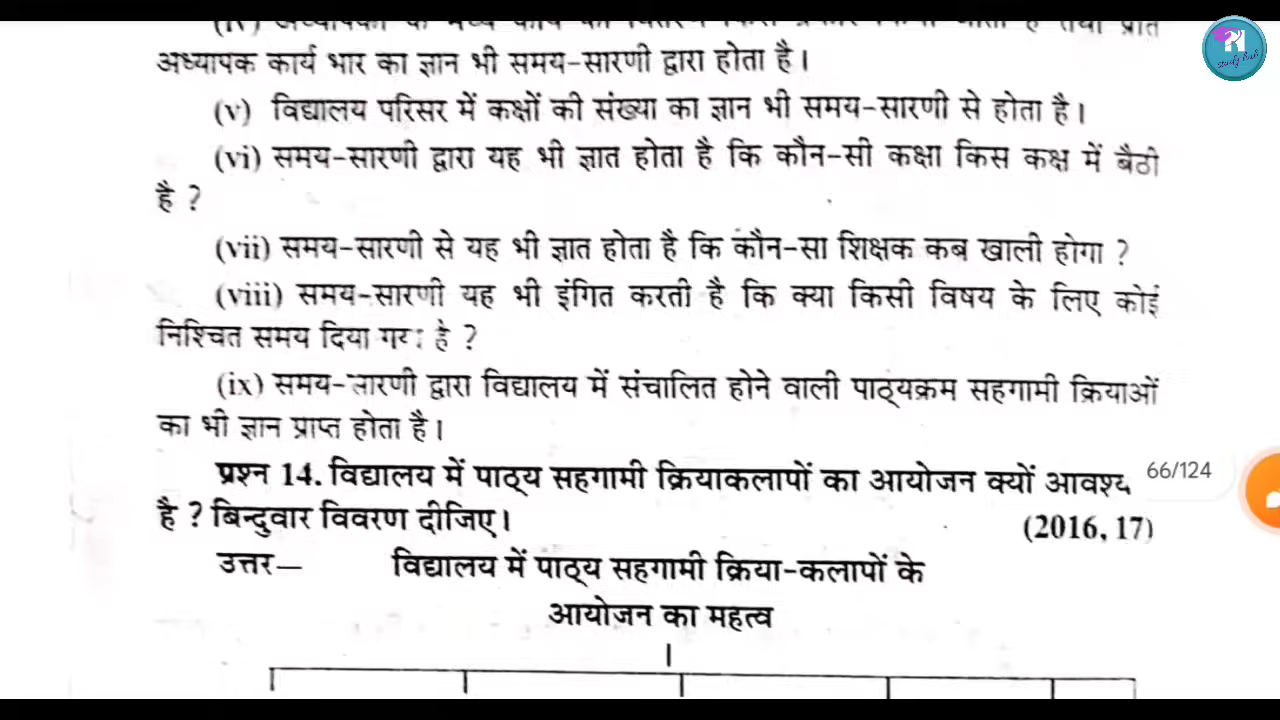 अध्यापक कार्य भार का ज्ञान भी समय-सारणी द्वारा होता है।
(v) विद्यालय परिसर में कक्षों की संख्या का ज्ञान भी समय-सारणी से होता है।
(vi) समय-सारणी द्वारा यह भी ज्ञात होता है कि कौन-सी कक्षा किस कक्ष में बैठी
है ?
(vii) समय-सारणी से यह भी ज्ञात होता है कि कौन-सा शिक्षक कब खाली होगा ?
(viii) समय-सारणी यह भी इंगित करती है कि क्या किसी विषय के लिए कोई
निश्चित समय दिया गया है ?
(ix) समय-सारणी द्वारा विद्यालय में संचालित होने वाली पाठ्यक्रम सहगामी क्रियाओं
का भी ज्ञान प्राप्त होता है।
प्रश्न 14. विद्यालय में पाठ्य सहगामी क्रियाकलापों का आयोजन क्यों आवश्य
66/124
है ? बिन्दुवार विवरण दीजिए।
(2016, 17)
उत्तर—
विद्यालय में पाठ्य सहगामी क्रिया-कलापों के
आयोजन का महत्व